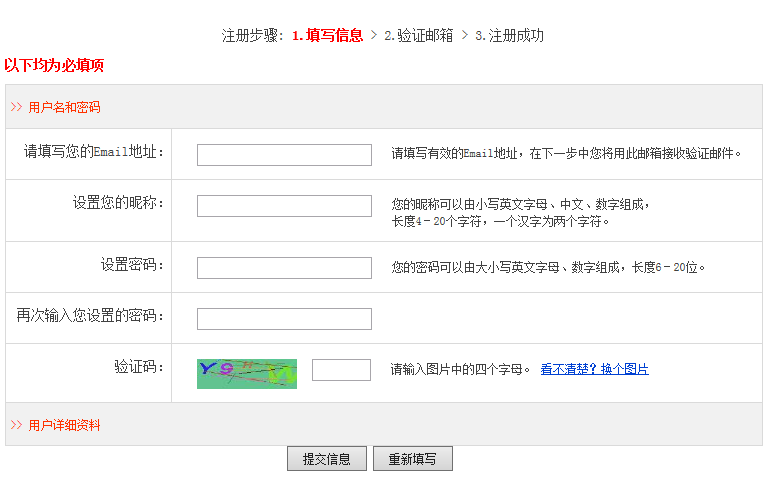 注册步骤: 1.填写信息 > 2.验证邮箱 > 3.注册成功
以下均为必填项
>> 用户名和密码
请填写您的Email地址:
请填写有效的Email地址，在下一步中您将用此邮箱接收验证邮件。
设置您的昵称:
您的昵称可以由小写英文字母、中文、数字组成，
长度4-20个字符，一个汉字为两个字符。
设置密码:
您的密码可以由大小写英文字母、数字组成，长度6-20位。
再次输入您设置的密码:
验证码:
请输入图片中的四个字母。 看不清楚? 换个图片
>> 用户详细资料
提交信息 重新填写